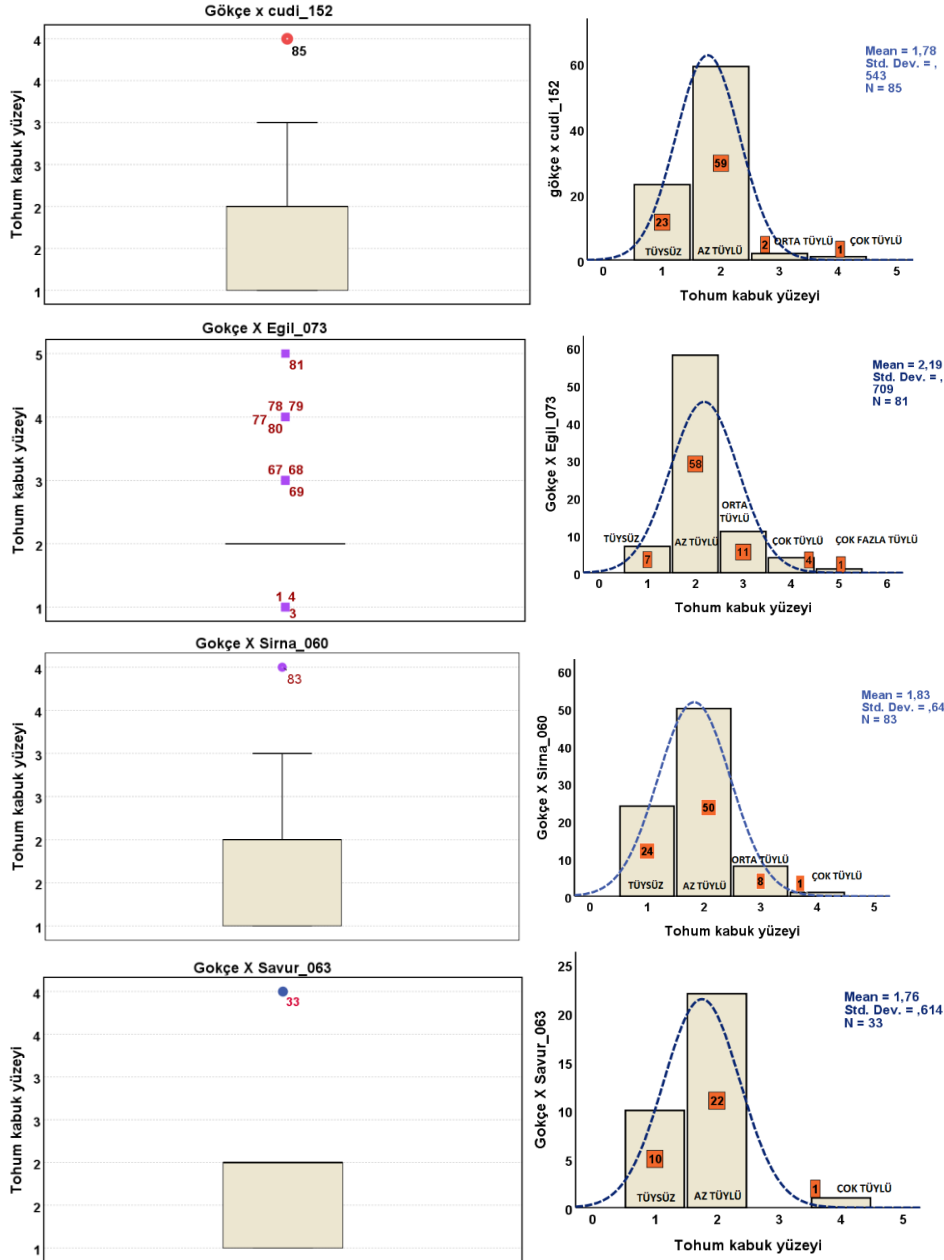 Gökçe x cudi_152
Tohum kabuk yüzeyi
4
4
3
3
2
2
1
85
gökçe x cudi_152
60
40
20
0
Mean = 1,78
Std. Dev. = ,
543
N = 85
59
23
2
ORTA TÜYLÜ
1
ÇOK TÜYLÜ
TÜYSÜZ
AZ TÜYLÜ
0 1 2 3 4 5
Tohum kabuk yüzeyi
Gokçe X Egil_073
Tohum kabuk yüzeyi
5
4
3
2
1
81
78 79
77
80
67 68
69
1 4
3
Gokçe X Egil_073
60
50
40
30
20
10
0
Mean = 2,19
Std. Dev. = ,
709
N = 81
58
ORTA
TÜYLÜ
TÜYSÜZ
AZ TÜYLÜ
ÇOK TÜYLÜ
ÇOK FAZLA TÜYLÜ
7
11
4
1
0 1 2 3 4 5 6
Tohum kabuk yüzeyi
Gokçe X Sirna_060
Tohum kabuk yüzeyi
4
4
3
3
2
2
1
83
Gokçe X Sirna_060
50
40
30
20
10
0
Mean = 1,83
Std. Dev. = ,64
N = 83
50
24
ORTA TÜYLÜ
8
1
ÇOK TÜYLÜ
TÜYSÜZ
AZ TÜYLÜ
0 1 2 3 4 5
Tohum kabuk yüzeyi
Gokçe X Savur_063
Tohum kabuk yüzeyi
4
4
3
3
2
2
1
33
Gokçe X Savur_063
25
20
15
10
5
0
Mean = 1,76
Std. Dev. = ,614
N = 33
22
10
1
ÇOK TÜYLÜ
TÜYSÜZ
AZ TÜYLÜ
0 1 2 3 4 5
Tohum kabuk yüzeyi